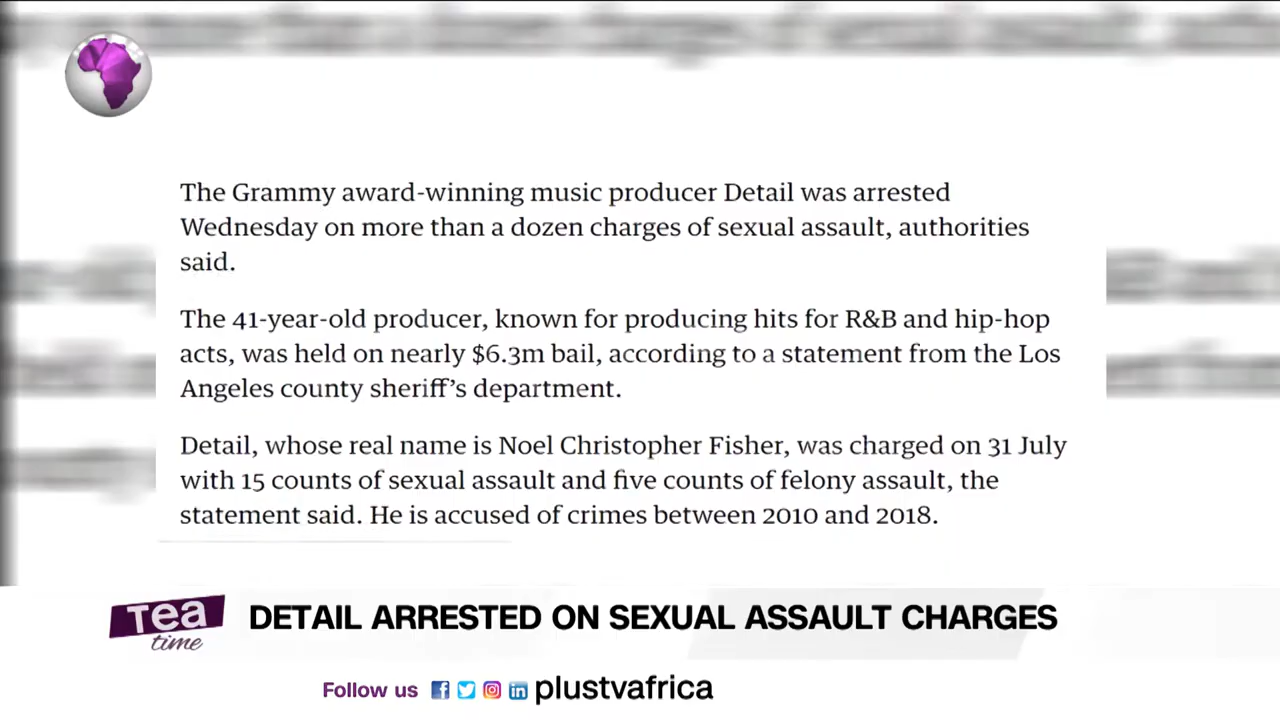 The Grammy award-winning music producer Detail was arrested
Wednesday on more than a dozen charges of sexual assault, authorities
said.
The 41-year-old producer, known for producing hits for R&B and hip-hop
acts, was held on nearly $6.3m bail, according to a statement from the Los
Angeles county sheriff’s department.
Detail, whose real name is Noel Christopher Fisher, was charged on 31 July
with 15 counts of sexual assault and five counts of felony assault, the
statement said. He is accused of crimes between 2010 and 2018.
Tea
time
DETAIL ARRESTED ON SEXUAL ASSAULT CHARGES
Follow us plustvafrica